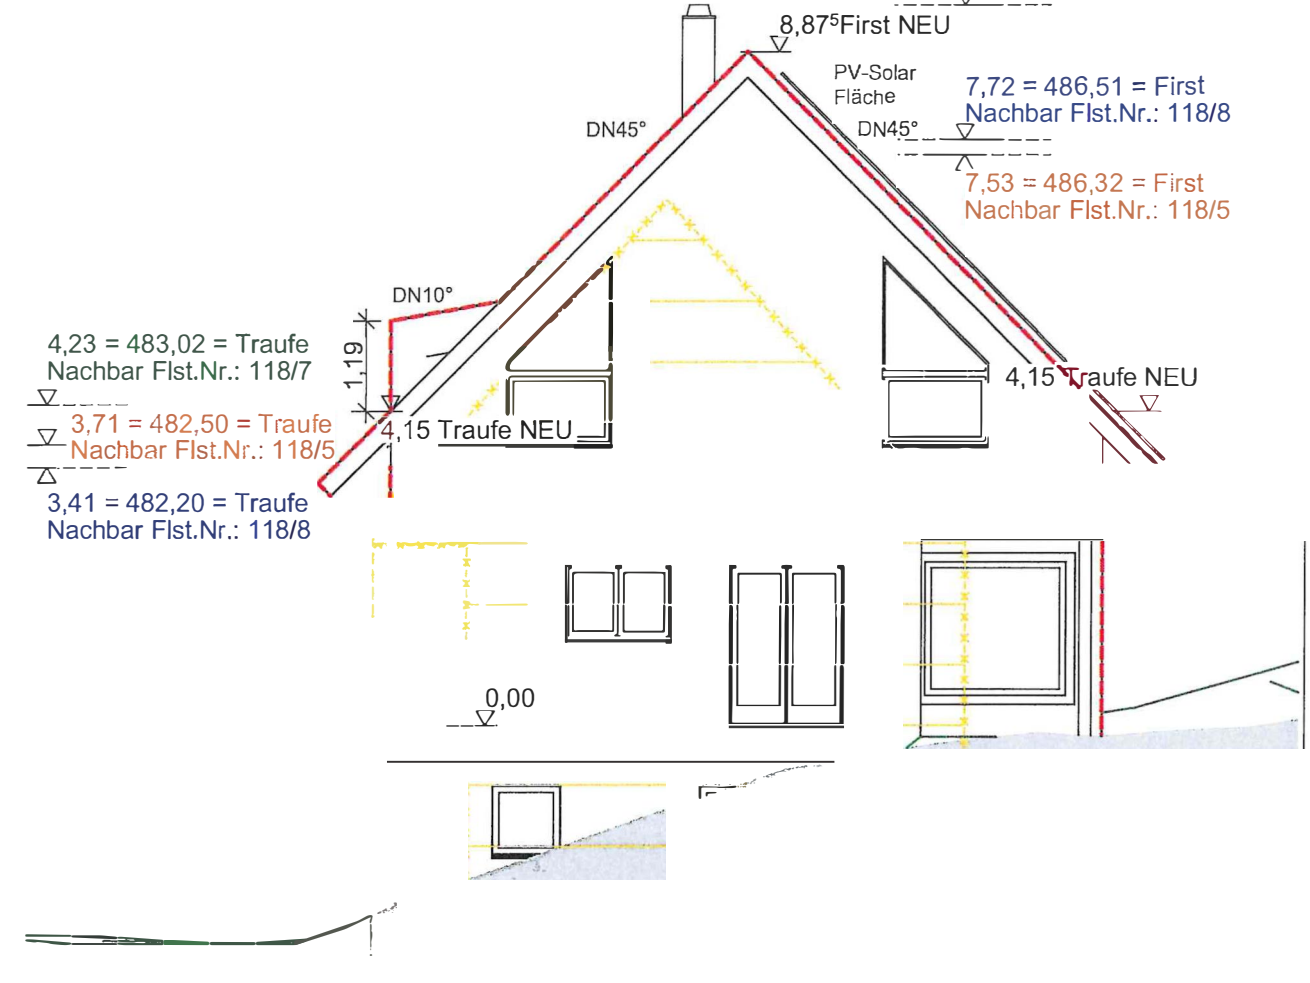 8,87⁵First NEU
PV-Solar
Fläche
7,72 = 486,51 = First
Nachbar Flst.Nr.: 118/8
DN45°
DN45°
7,53 = 486,32 = First
Nachbar Flst.Nr.: 118/5
DN10°
4,23 = 483,02 = Traufe
Nachbar Flst.Nr.: 118/7
1,19
4,15 Traufe NEU
3,71 = 482,50 = Traufe
Nachbar Flst.Nr.: 118/5
4,15 Traufe NEU
3,41 = 482,20 = Traufe
Nachbar Flst.Nr.: 118/8
0,00